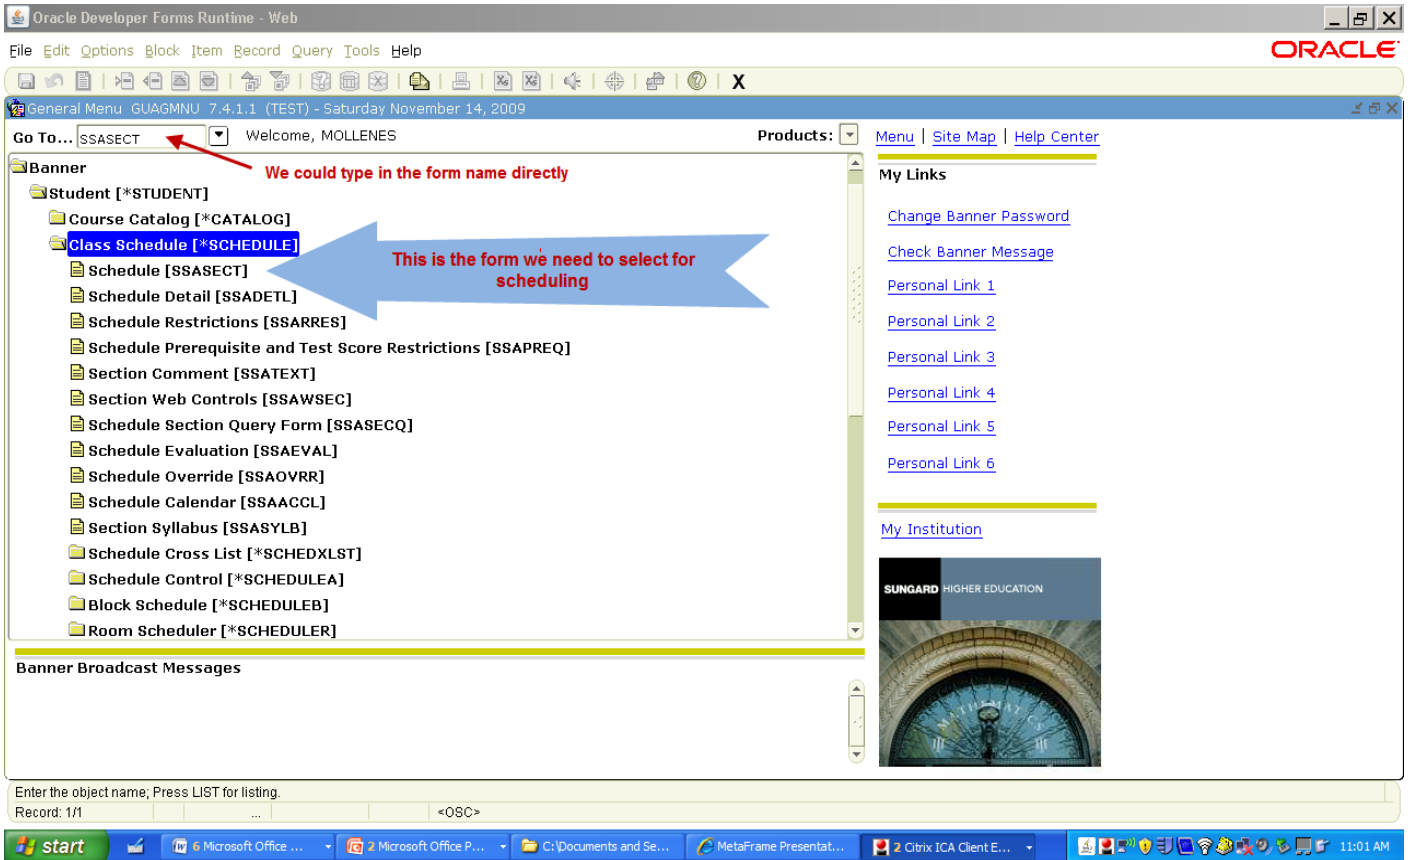 Oracle Developer Forms Runtime - Web
File Edit Options Block Item Record Query Tools Help
ORACLE
X
General Menu GUAGMNU 7.4.1.1 (TEST) - Saturday November 14, 2009
Go To... SSASECT Welcome, MOLLENES Products: Menu | Site Map | Help Center
We could type in the form name directly
Banner
Student [*STUDENT]
Course Catalog [*CATALOG]
Class Schedule [*SCHEDULE]
Schedule [SSASECT]
Schedule Detail [SSADETL]
Schedule Restrictions [SSARRES]
Schedule Prerequisite and Test Score Restrictions [SSAPREQ]
Section Comment [SSATEXT]
Section Web Controls [SSAWSEC]
Schedule Section Query Form [SSASECQ]
Schedule Evaluation [SSAEVAL]
Schedule Override [SSAOVRR]
Schedule Calendar [SSAACCL]
Section Syllabus [SSASYLB]
Schedule Cross List [*SCHEDXLST]
Schedule Control [*SCHEDULEA]
Block Schedule [*SCHEDULEB]
Room Scheduler [*SCHEDULER]
This is the form we need to select for
scheduling
My Links
Change Banner Password
Check Banner Message
Personal Link 1
Personal Link 2
Personal Link 3
Personal Link 4
Personal Link 5
Personal Link 6
My Institution
SUNGARD HIGHER EDUCATION
MATHEMATICS
Banner Broadcast Messages
Enter the object name; Press LIST for listing.
Record: 1/1 ... <OSC>
start 6 Microsoft Office ... 2 Microsoft Office P... C:\Documents and Se... MetaFrame Presentat... 2 Citrix ICA Client E... 11:01 AM